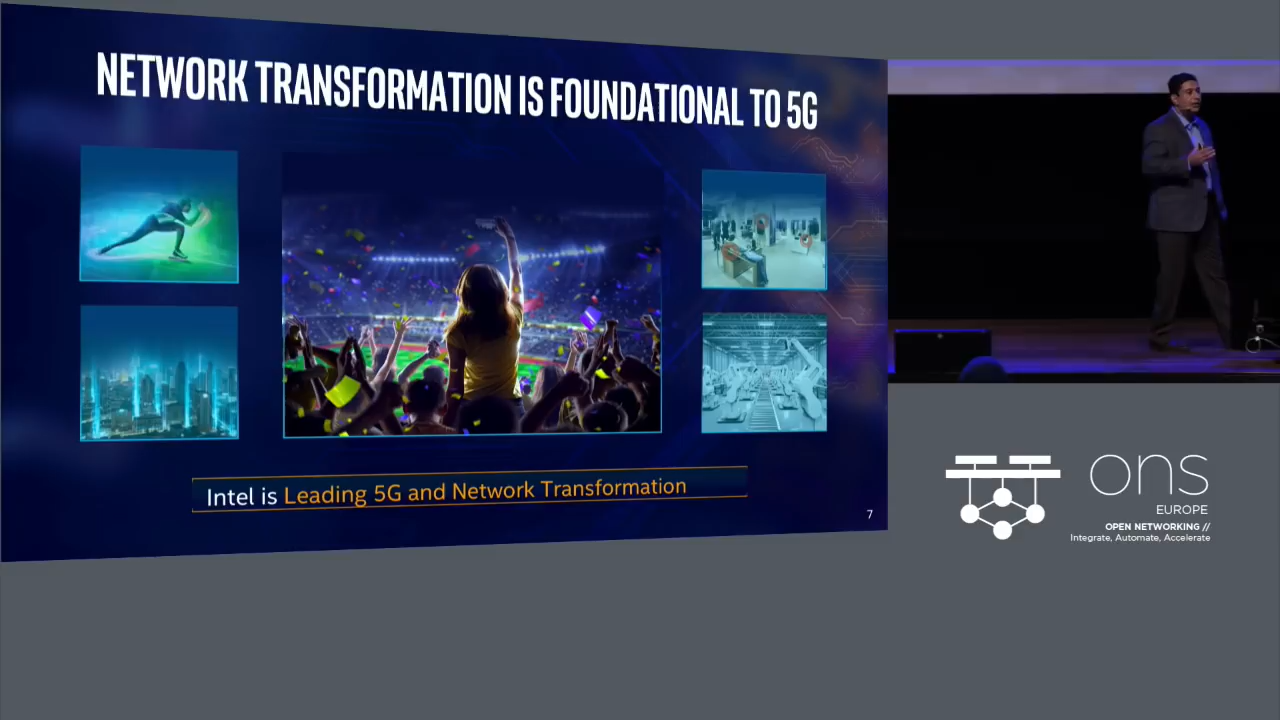 NETWORK TRANSFORMATION IS FOUNDATIONAL TO 5G
Intel is Leading 5G and Network Transformation
7
ons
EUROPE
OPEN NETWORKING //
Integrate, Automate, Accelerate